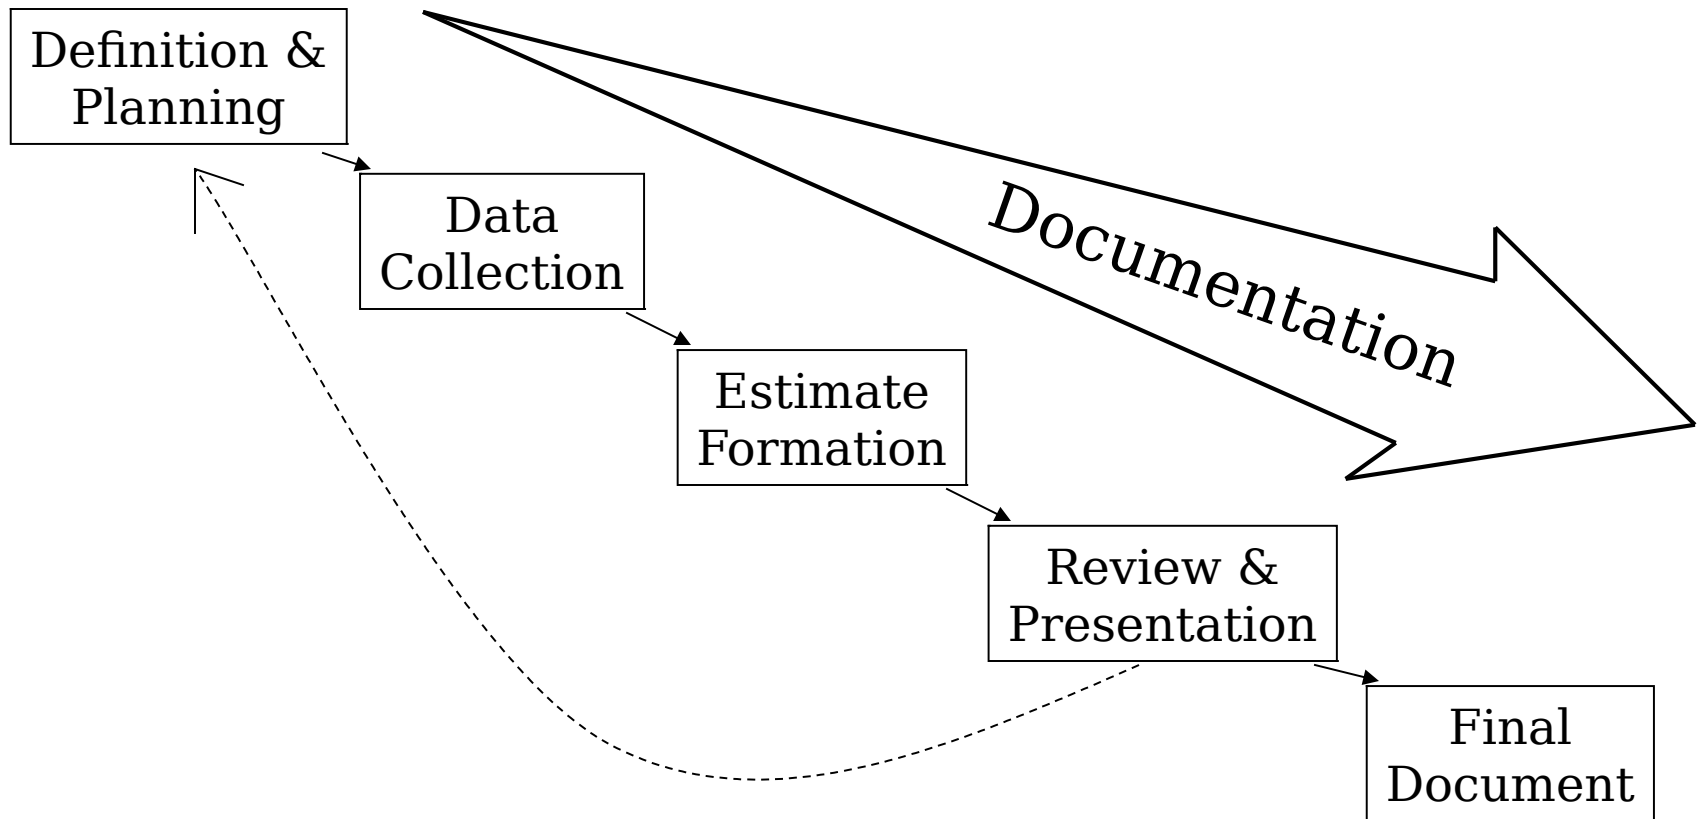 Definition &
Planning
Data
Collection
Documentation
Estimate
Formation
Review &
Presentation
Final
Document